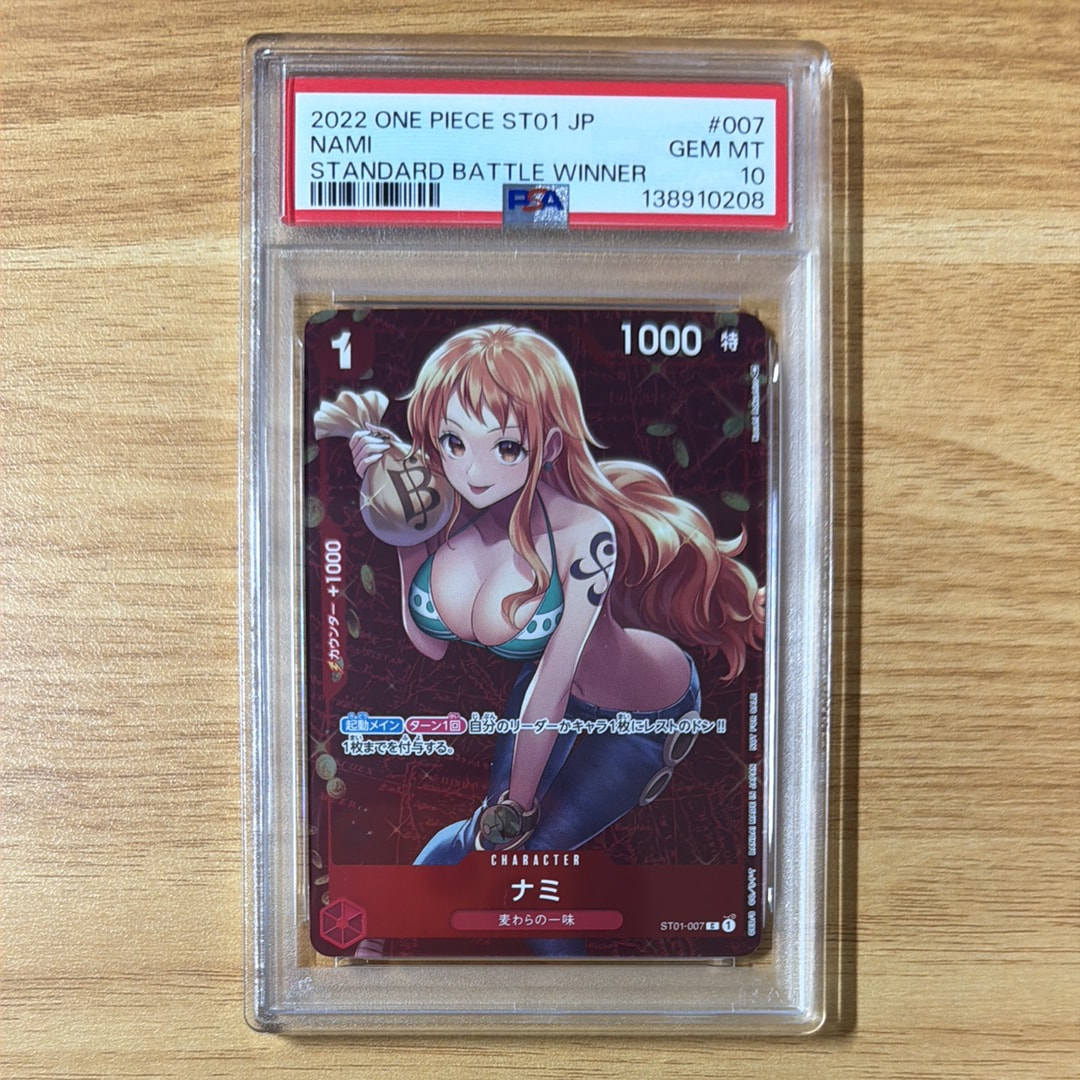 2022 ONE PIECE ST01 JP #007
NAMI GEM MT
STANDARD BATTLE WINNER 10
PSA 138910208
1 1000 特
B
カウンター +1000
起動メイン ターン1回 自分のリーダーかキャラ1枚にレストのドン!!
1枚までを付与する。
CHARACTER
ナミ
麦わらの一味
ST01-007 C 1